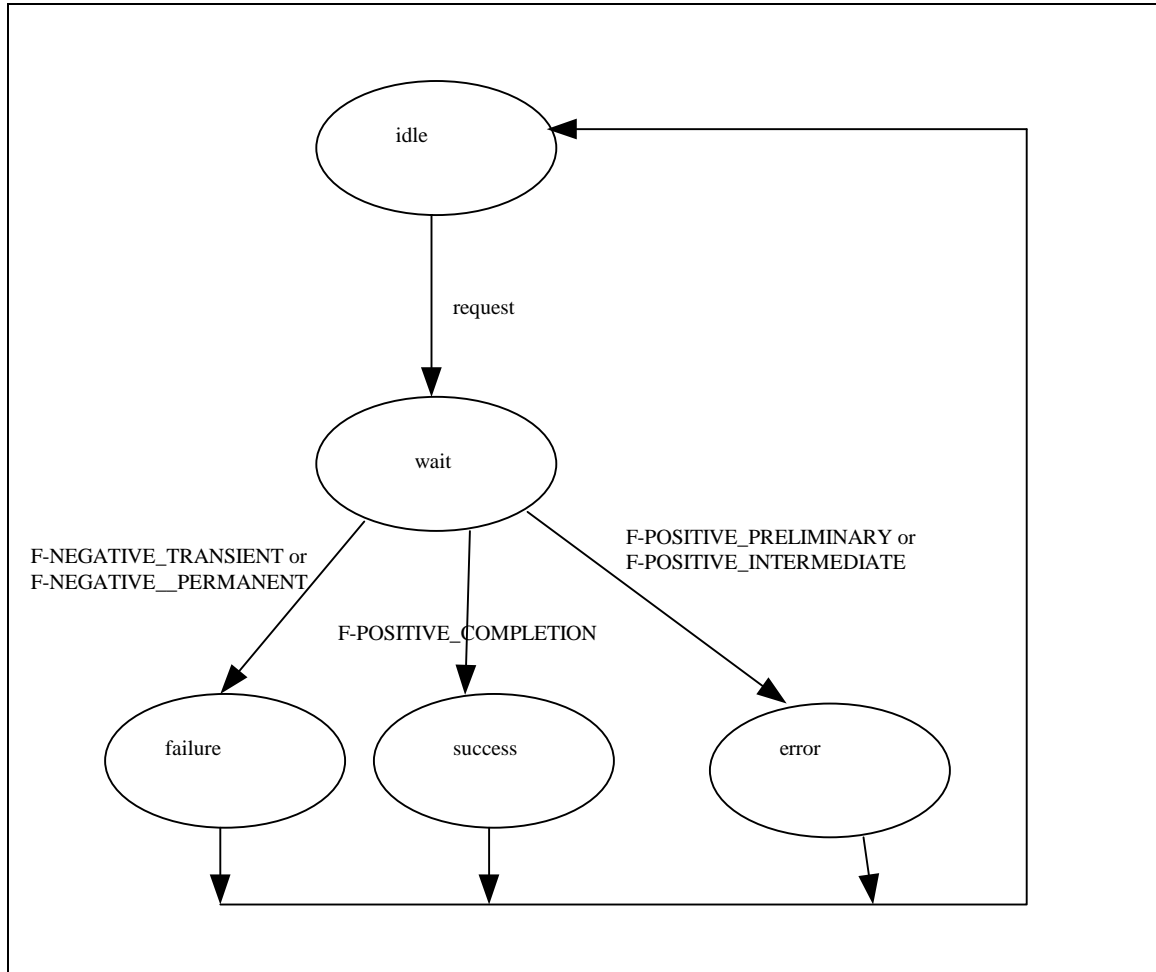 idle
request
wait
F-NEGATIVE_TRANSIENT or
F-NEGATIVE__PERMANENT
F-POSITIVE_PRELIMINARY or
F-POSITIVE_INTERMEDIATE
F-POSITIVE_COMPLETION
failure
success
error